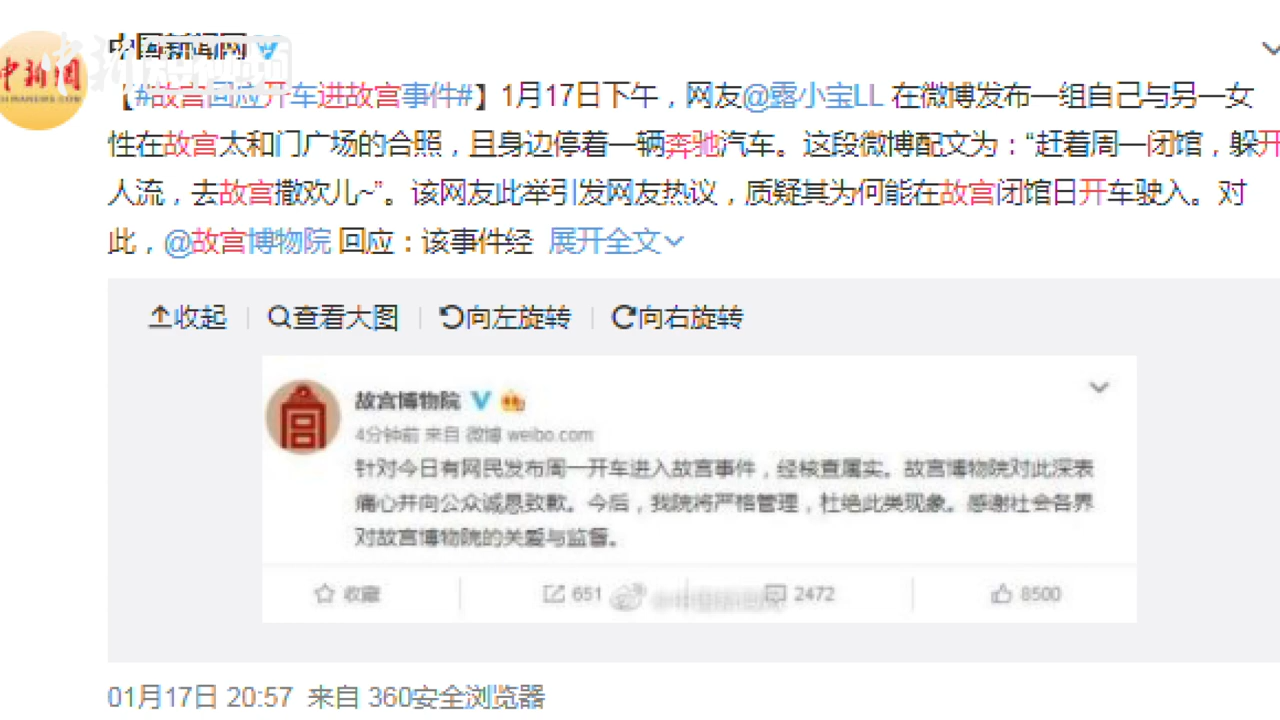 中国新闻网
中新网
【#故宫回应开车进故宫事件#】1月17日下午，网友@露小宝LL 在微博发布一组自己与另一女
性在故宫太和门广场的合照，且身边停着一辆奔驰汽车。这段微博配文为：“赶着周一闭馆，躲开
人流，去故宫撒欢儿~”。该网友此举引发网友热议，质疑其为何能在故宫闭馆日开车驶入。对
此，@故宫博物院 回应：该事件经 展开全文
收起 查看大图 向左旋转 向右旋转
故宫博物院
4分钟前 来自 微博 weibo.com
针对今日有网民发布周一开车进入故宫事件，经核查属实。故宫博物院对此深表
痛心并向公众诚恳致歉。今后，我院将严格管理，杜绝此类现象。感谢社会各界
对故宫博物院的关爱与监督。
收藏 651 2472 8500
01月17日 20:57 来自 360安全浏览器